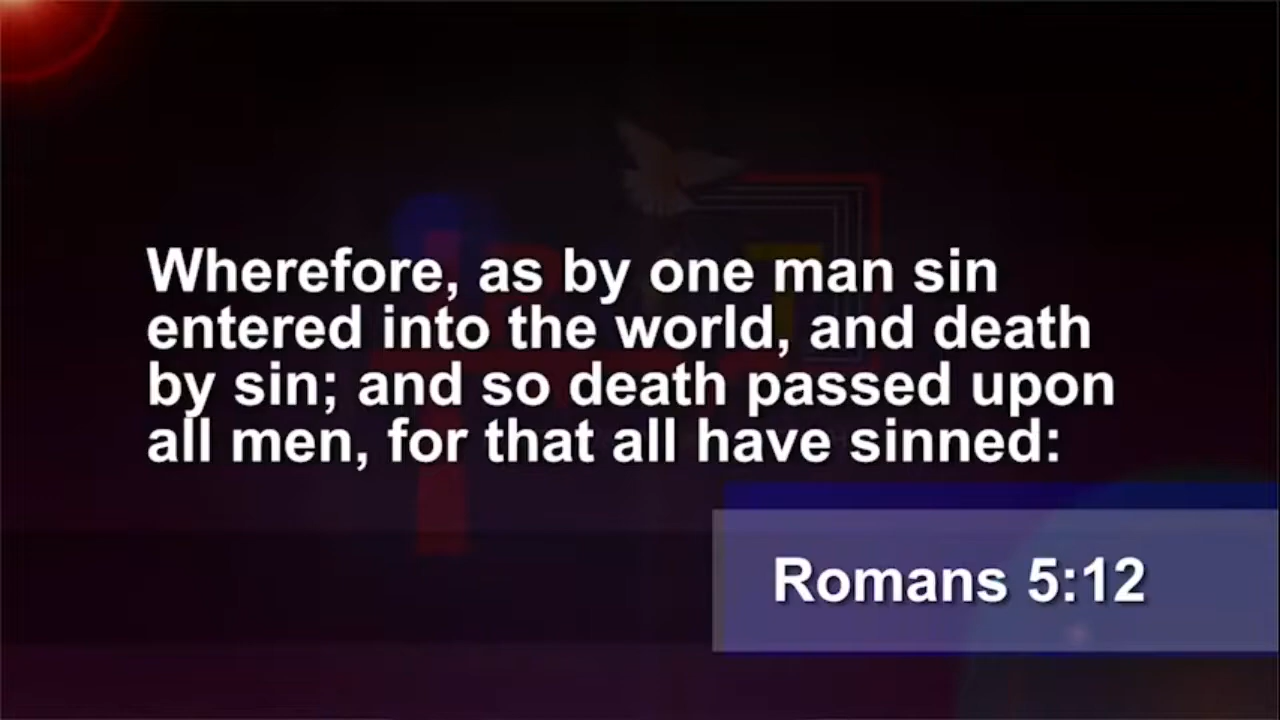 Wherefore, as by one man sin
entered into the world, and death
by sin; and so death passed upon
all men, for that all have sinned:
Romans 5:12